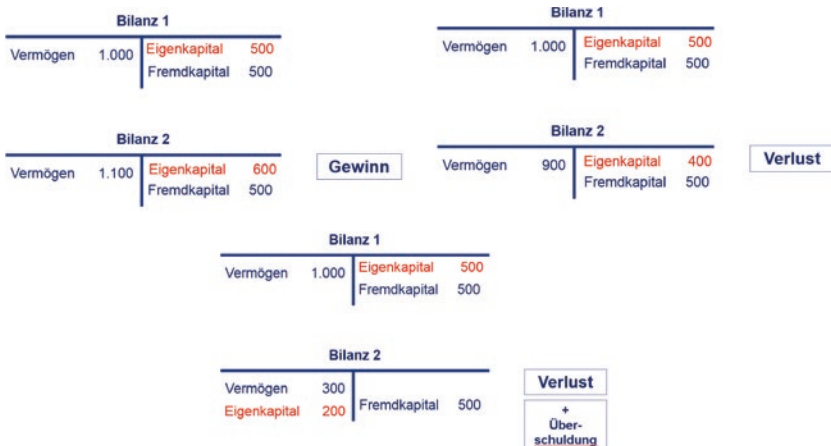 Bilanz 1
Vermögen 1.000 Eigenkapital 500
Fremdkapital 500
Bilanz 2
Vermögen 1.100 Eigenkapital 600
Fremdkapital 500
Gewinn
Bilanz 1
Vermögen 1.000 Eigenkapital 500
Fremdkapital 500
Bilanz 2
Vermögen 900 Eigenkapital 400
Fremdkapital 500
Verlust
Bilanz 1
Vermögen 1.000 Eigenkapital 500
Fremdkapital 500
Bilanz 2
Vermögen 300
Eigenkapital 200 Fremdkapital 500
Verlust
+
Über-
schuldung